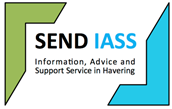 SEND IASS
Information, Advice and
Support Service in Havering